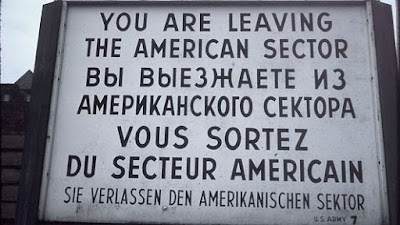 YOU ARE LEAVING
THE AMERICAN SECTOR
ВЫ ВЫЕЗЖАЕТЕ ИЗ
АМЕРИКАНСКОГО СЕКТОРА
VOUS SORTEZ
DU SECTEUR AMÉRICAIN
SIE VERLASSEN DEN AMERIKANISCHEN SEKTOR
U.S. ARMY 7